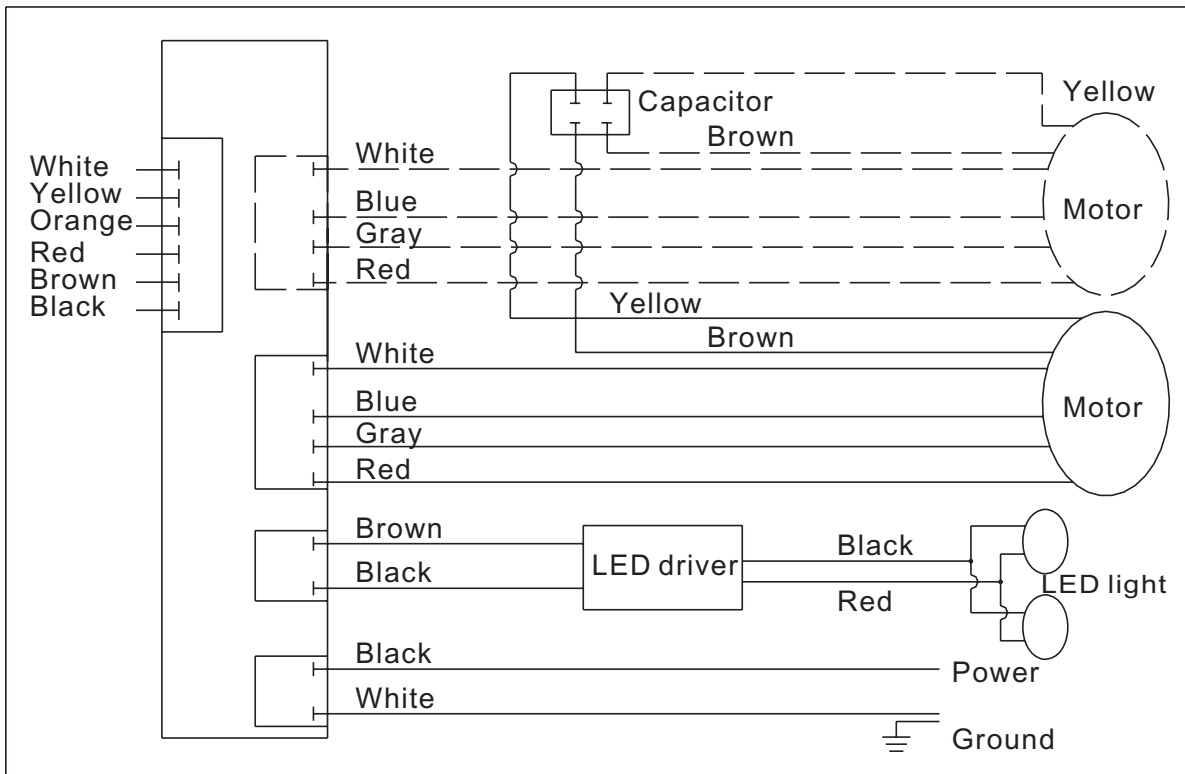 White
Yellow
Orange
Red
Brown
Black
White
Blue
Gray
Red
Capacitor
Brown
Yellow
Motor
Yellow
Brown
White
Blue
Gray
Red
Motor
Brown
Black
LED driver
Black
Red
LED light
Black
White
Power
Ground